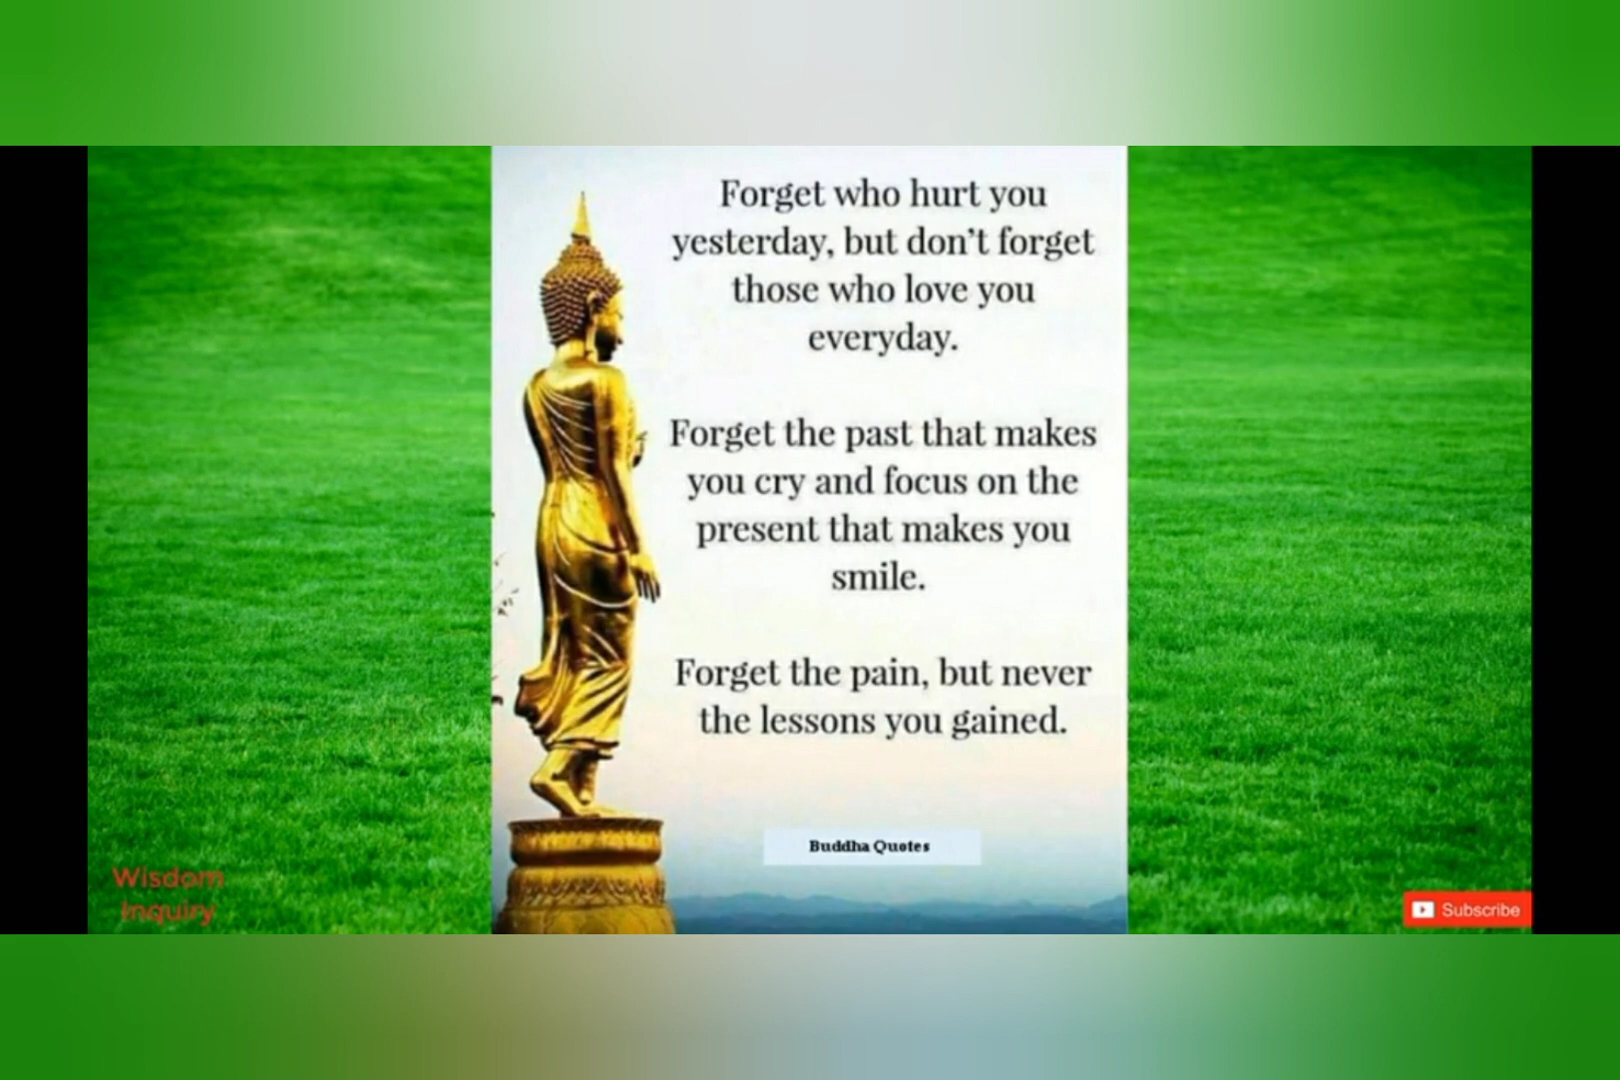 Forget who hurt you
yesterday, but don't forget
those who love you
everyday.
Forget the past that makes
you cry and focus on the
present that makes you
smile.
Forget the pain, but never
the lessons you gained.
Buddha Quotes
Wisdom
Inquiry
Subscribe